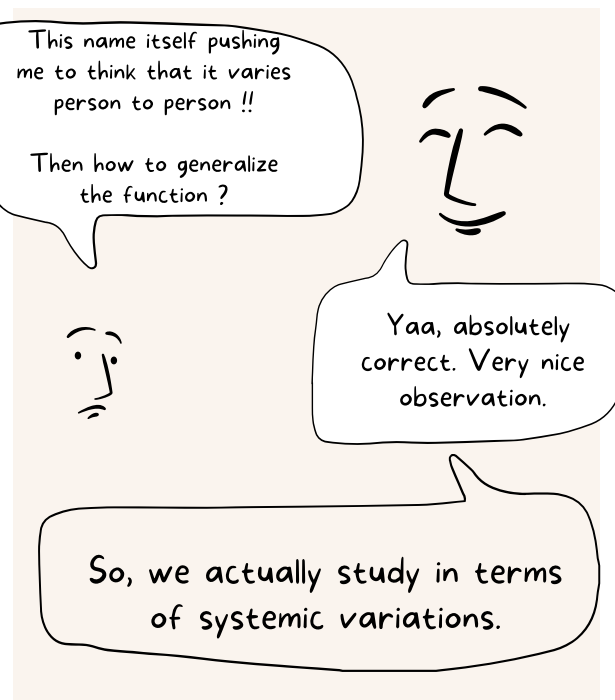 This name itself pushing
me to think that it varies
person to person !!
Then how to generalize
the function ?
Yaa, absolutely
correct. Very nice
observation.
So, we actually study in terms
of systemic variations.